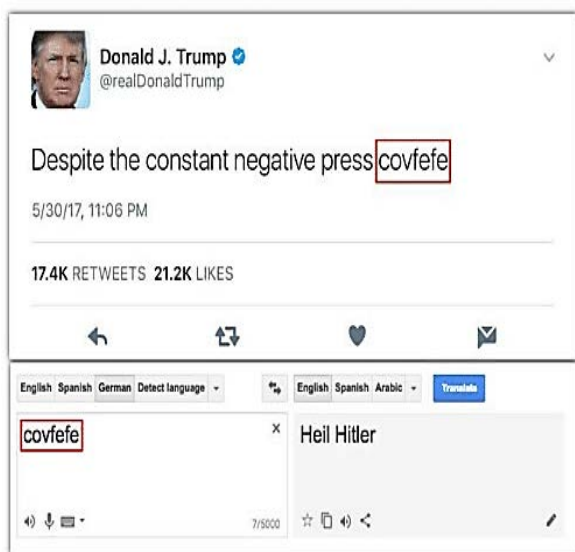 Donald J. Trump
@realDonaldTrump
Despite the constant negative press covfefe
5/30/17, 11:06 PM
17.4K RETWEETS 21.2K LIKES
English Spanish German Detect language English Spanish Arabic Translate
covfefe x Heil Hitler
7/5000